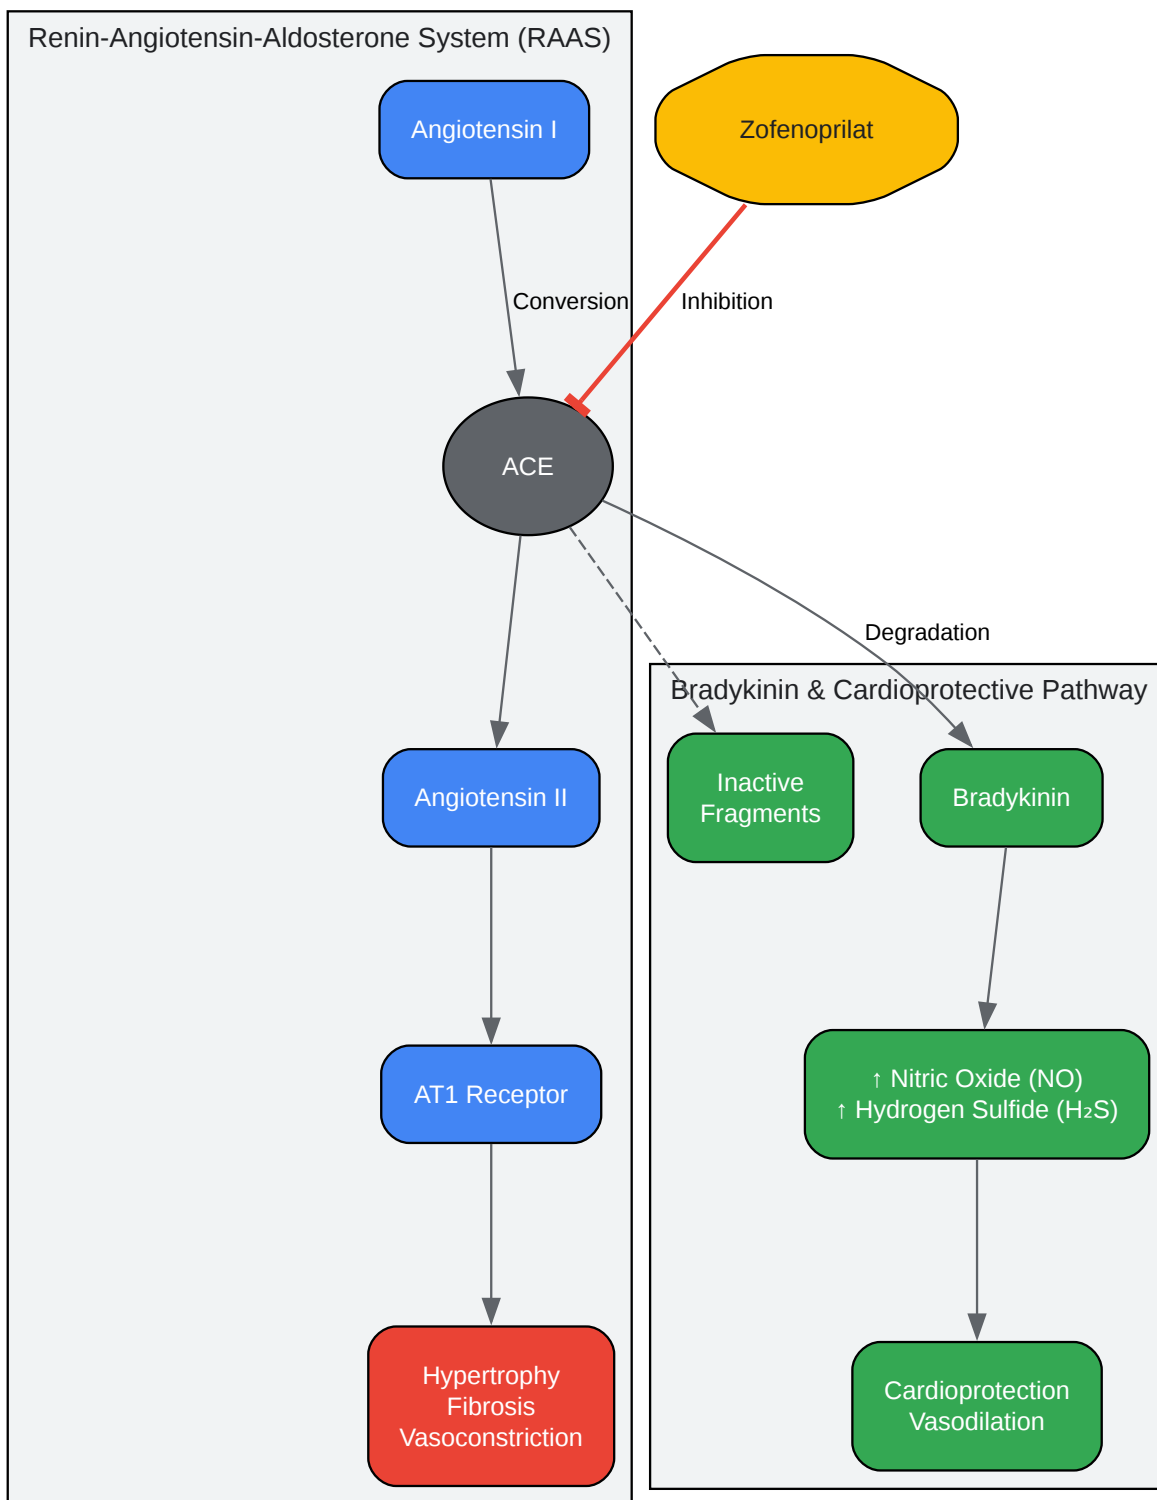 Renin-Angiotensin-Aldosterone System (RAAS)
Angiotensin I
Zofenoprilat
Conversion
Inhibition
ACE
Degradation
Bradykinin & Cardioprotective Pathway
Angiotensin II
Inactive
Fragments
Bradykinin
AT1 Receptor
↑ Nitric Oxide (NO)
↑ Hydrogen Sulfide (H₂S)
Hypertrophy
Fibrosis
Vasoconstriction
Cardioprotection
Vasodilation